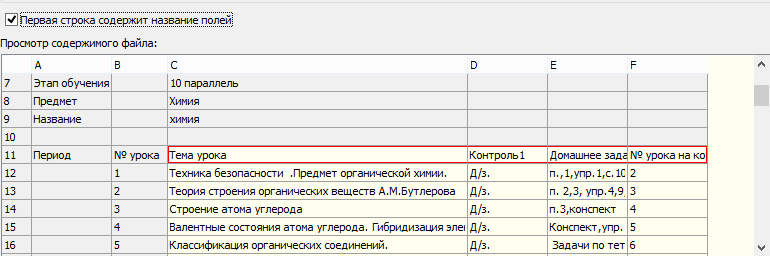 Первая строка содержит название полей
Просмотр содержимого файла:
A B C D E F
7 Этап обучения 10 параллель
8 Предмет Химия
9 Название химия
10
11 Период № урока Тема урока Контроль1 Домашнее зада № урока на ко
12 1 Техника безопасности .Предмет органической химии. Д/з. п.,1,упр.1,с.10 2
13 2 Теория строения органических веществ А.М.Бутлерова Д/з. п. 2,3, упр.4,9, 3
14 3 Строение атома углерода Д/з. п.3,конспект 4
15 4 Валентные состояния атома углерода. Гибридизация эле Д/з. Конспект,упр. 5
16 5 Классификация органических соединений. Д/з. Задачи по тет 6